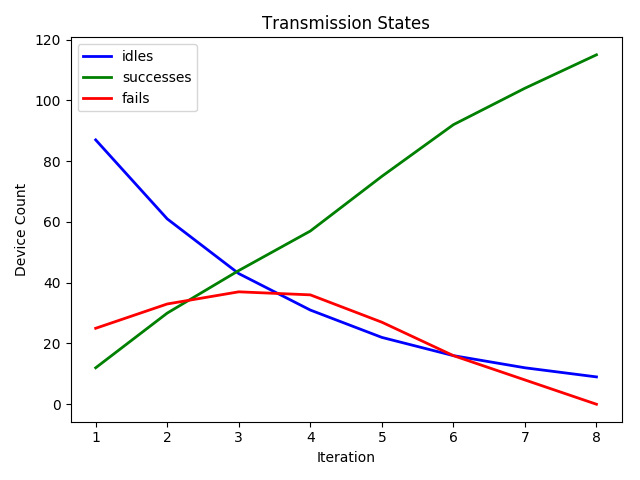 Transmission States
idles
successes
fails
Device Count
120
100
80
60
40
20
0
1 2 3 4 5 6 7 8
Iteration